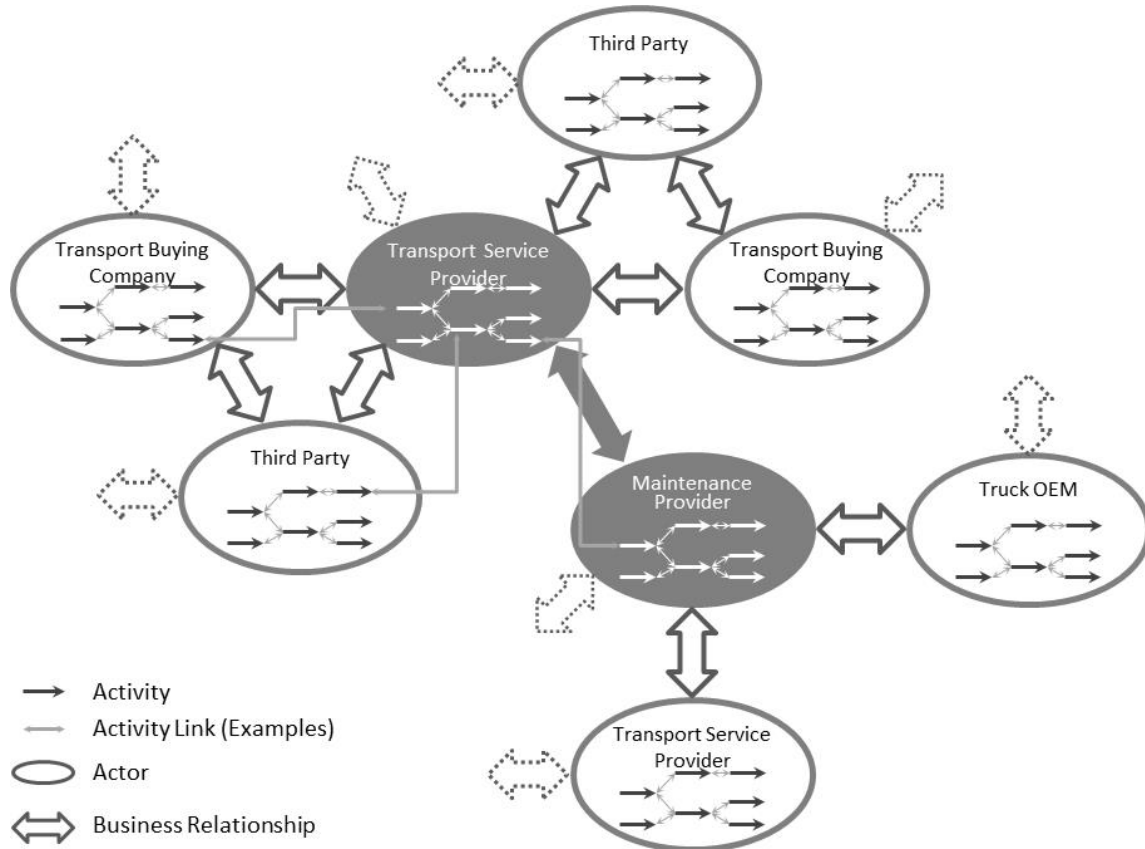 Third Party
Transport Buying
Company
Transport Service
Provider
Transport Buying
Company
Third Party
Maintenance
Provider
Truck OEM
Transport Service
Provider
Activity
Activity Link (Examples)
Actor
Business Relationship